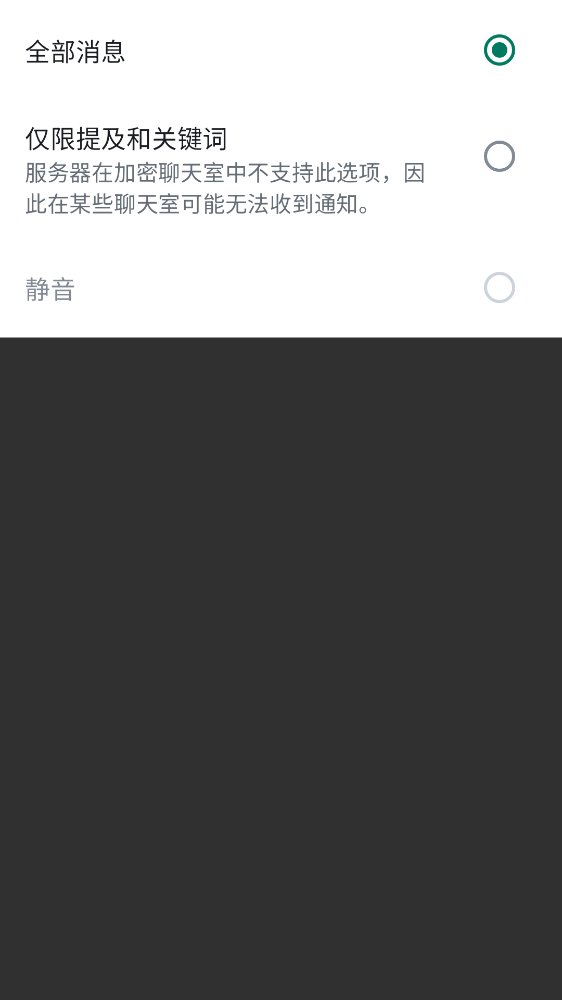 全部消息
仅限提及和关键词
服务器在加密聊天室中不支持此选项，因
此在某些聊天室可能无法收到通知。
静音